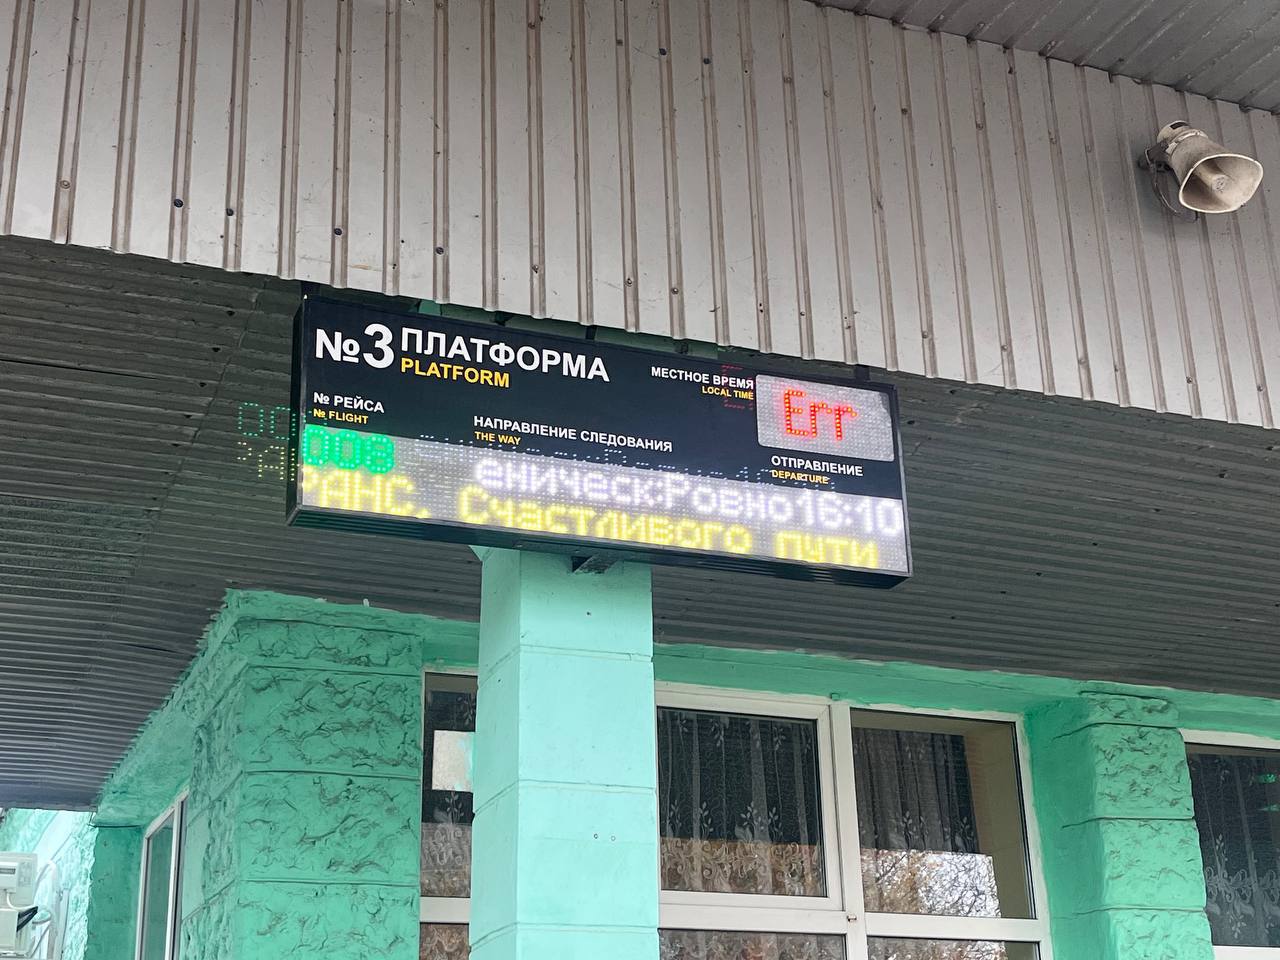 №3 ПЛАТФОРМА
PLATFORM
МЕСТНОЕ ВРЕМЯ
LOCAL TIME
Err
№ РЕЙСА
№ FLIGHT
НАПРАВЛЕНИЕ СЛЕДОВАНИЯ
THE WAY
ОТПРАВЛЕНИЕ
DEPARTURE
еническ:Ровно 16:10
РАНС. Счастливого пути